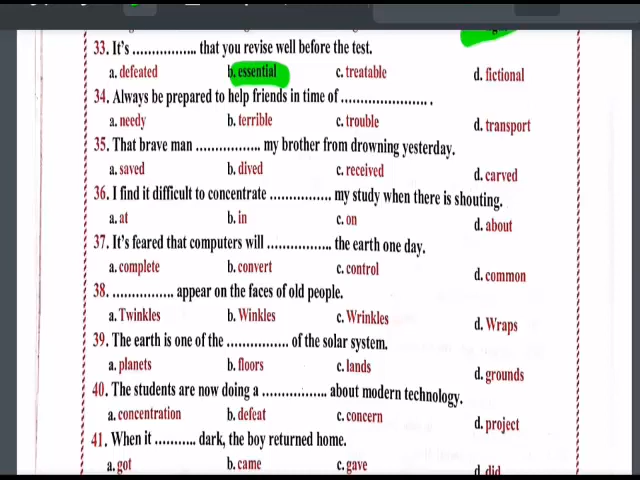 33. It's ................. that you revise well before the test.
a. defeated b. essential c. treatable d. fictional
34. Always be prepared to help friends in time of ....................... .
a. needy b. terrible c. trouble d. transport
35. That brave man ................. my brother from drowning yesterday.
a. saved b. dived c. received d. carved
36. I find it difficult to concentrate ................ my study when there is shouting.
a. at b. in c. on d. about
37. It's feared that computers will ................. the earth one day.
a. complete b. convert c. control d. common
38. ................ appear on the faces of old people.
a. Twinkles b. Winkles c. Wrinkles d. Wraps
39. The earth is one of the ................ of the solar system.
a. planets b. floors c. lands d. grounds
40. The students are now doing a ................. about modern technology.
a. concentration b. defeat c. concern d. project
41. When it ........... dark, the boy returned home.
a. got b. came c. gave d. did